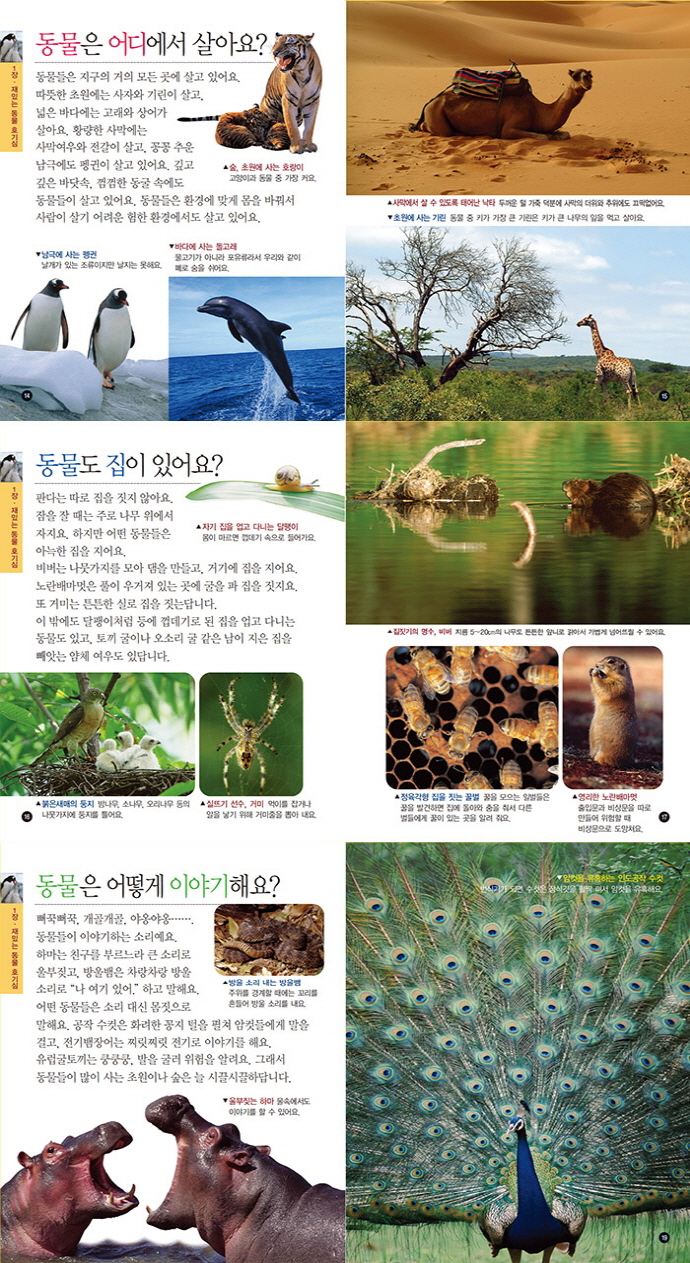 1장 · 재밌는 동물 호기심
동물은 어디에서 살아요?
동물들은 지구의 거의 모든 곳에 살고 있어요.
따뜻한 초원에는 사자와 기린이 살고,
넓은 바다에는 고래와 상어가
살아요. 황량한 사막에는
사막여우와 전갈이 살고, 꽁꽁 추운
남극에도 펭귄이 살고 있어요. 깊고
깊은 바닷속, 컴컴한 동굴 속에도
동물들이 살고 있어요. 동물들은 환경에 맞게 몸을 바꿔서
사람이 살기 어려운 험한 환경에서도 살고 있어요.
▲숲, 초원에 사는 호랑이
고양이과 동물 중 가장 커요.
▼남극에 사는 펭귄
날개가 있는 조류이지만 날지는 못해요.
▼바다에 사는 돌고래
물고기가 아니라 포유류라서 우리와 같이
폐로 숨을 쉬어요.
14
▲사막에서 살 수 있도록 태어난 낙타 두꺼운 털 가죽 덕분에 사막의 더위와 추위에도 끄떡없어요.
▼초원에 사는 기린 동물 중 키가 가장 큰 기린은 키가 큰 나무의 잎을 먹고 살아요.
15
1장 · 재밌는 동물 호기심
동물도 집이 있어요?
판다는 따로 집을 짓지 않아요.
잠을 잘 때는 주로 나무 위에서
자지요. 하지만 어떤 동물들은
아늑한 집을 지어요.
비버는 나뭇가지를 모아 댐을 만들고, 거기에 집을 지어요.
노란배마멋은 풀이 우거져 있는 곳에 굴을 파 집을 짓지요.
또 거미는 튼튼한 실로 집을 짓는답니다.
이 밖에도 달팽이처럼 등에 껍데기로 된 집을 업고 다니는
동물도 있고, 토끼 굴이나 오소리 굴 같은 남이 지은 집을
빼앗는 얌체 여우도 있답니다.
▲자기 집을 업고 다니는 달팽이
몸이 마르면 껍데기 속으로 들어가요.
▲붉은새매의 둥지 밤나무, 소나무, 오리나무 등의
나뭇가지에 둥지를 틀어요.
▲실뜨기 선수, 거미 먹이를 잡거나
알을 낳기 위해 거미줄을 뽑아 내요.
16
▲집짓기의 명수, 비버 지름 5~20cm의 나무도 튼튼한 앞니로 갉아서 가볍게 넘어뜨릴 수 있어요.
▲정육각형 집을 짓는 꿀벌 꿀을 모으는 일벌들은
꿀을 발견하면 집에 돌아와 춤을 춰서 다른
벌들에게 꿀이 있는 곳을 알려 줘요.
▲영리한 노란배마멋
출입문과 비상문을 따로
만들어 위험할 때
비상문으로 도망쳐요.
17
1장 · 재밌는 동물 호기심
동물은 어떻게 이야기해요?
뻐꾹뻐꾹, 개골개골, 야옹야옹…….
동물들이 이야기하는 소리예요.
하마는 친구를 부르느라 큰 소리로
울부짖고, 방울뱀은 차랑차랑 방울
소리로 "나 여기 있어." 하고 말해요.
어떤 동물들은 소리 대신 몸짓으로
말해요. 공작 수컷은 화려한 꽁지 털을 펼쳐 암컷들에게 말을
걸고, 전기뱀장어는 찌릿찌릿 전기로 이야기를 해요.
유럽굴토끼는 쿵쿵쿵, 발을 굴러 위험을 알려요. 그래서
동물들이 많이 사는 초원이나 숲은 늘 시끌시끌하답니다.
▲방울 소리 내는 방울뱀
주위를 경계할 때에는 꼬리를
흔들어 방울 소리를 내요.
▼울부짖는 하마 물속에서도
이야기를 할 수 있어요.
▼암컷을 유혹하는 인도공작 수컷
번식기가 되면 수컷은 장식깃을 활짝 펴서 암컷을 유혹해요.
19